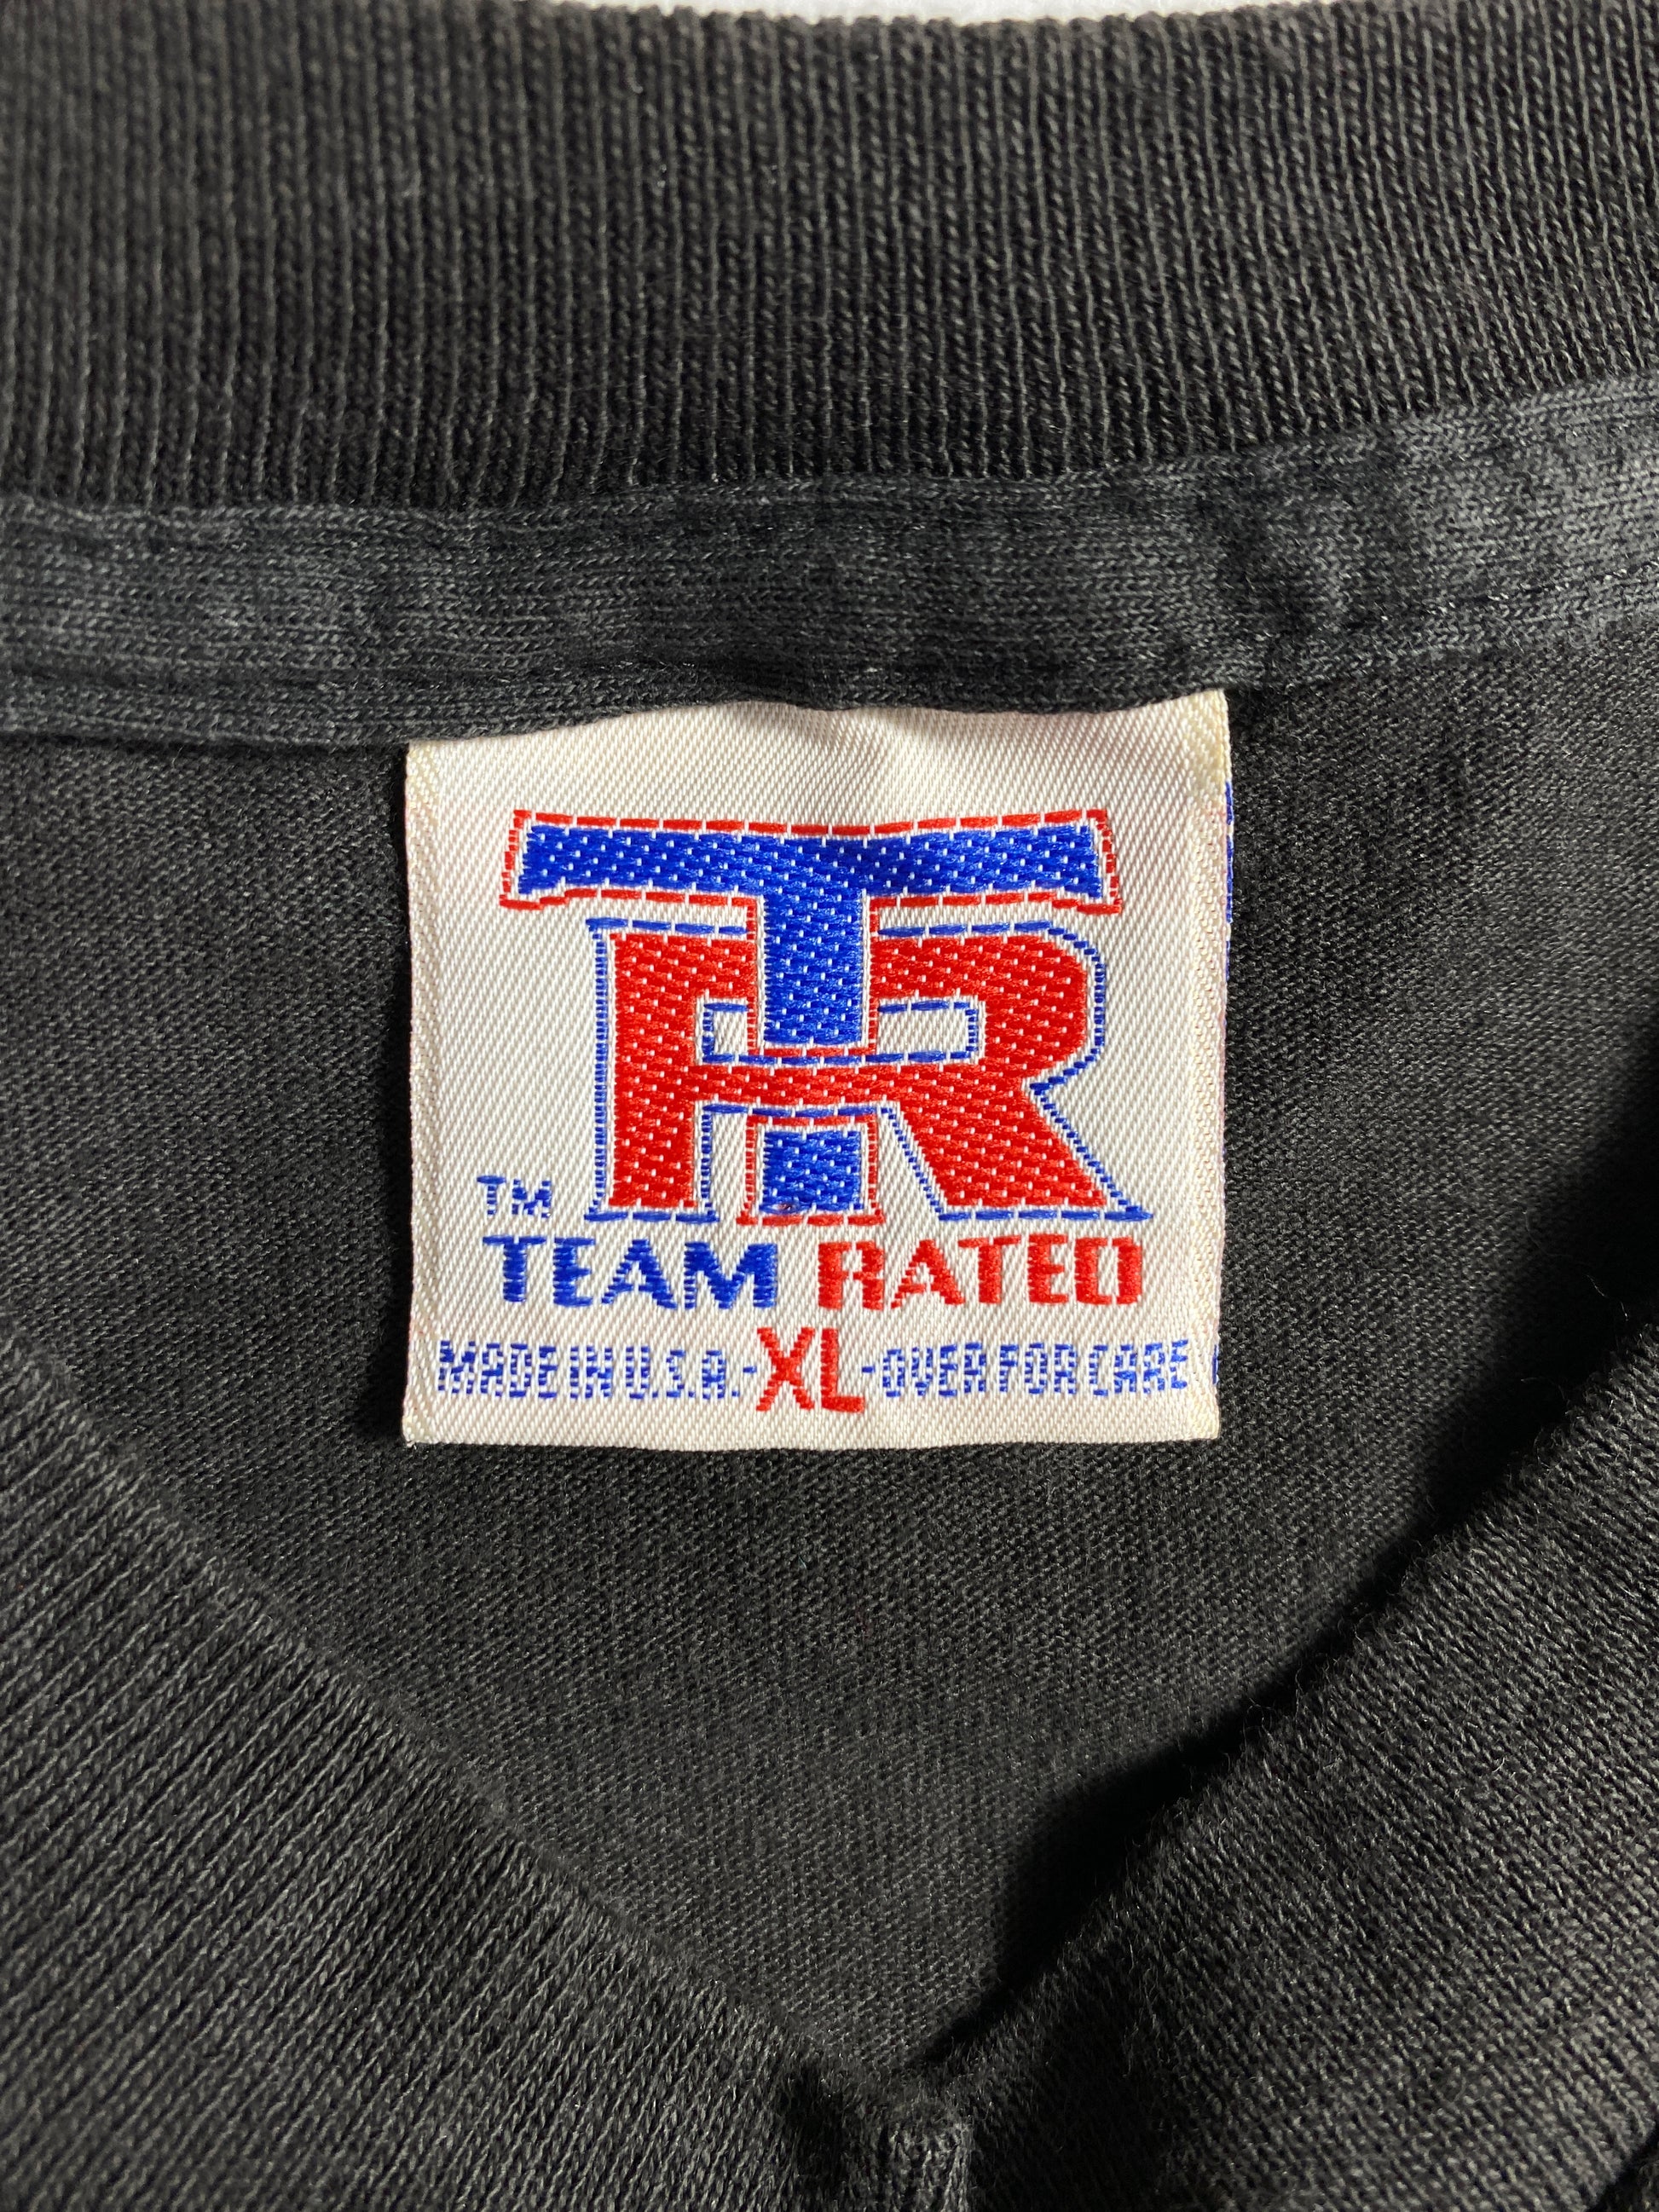 TR
TM
TEAM RATED
MADE IN U.S.A.-XL-OVER FOR CARE